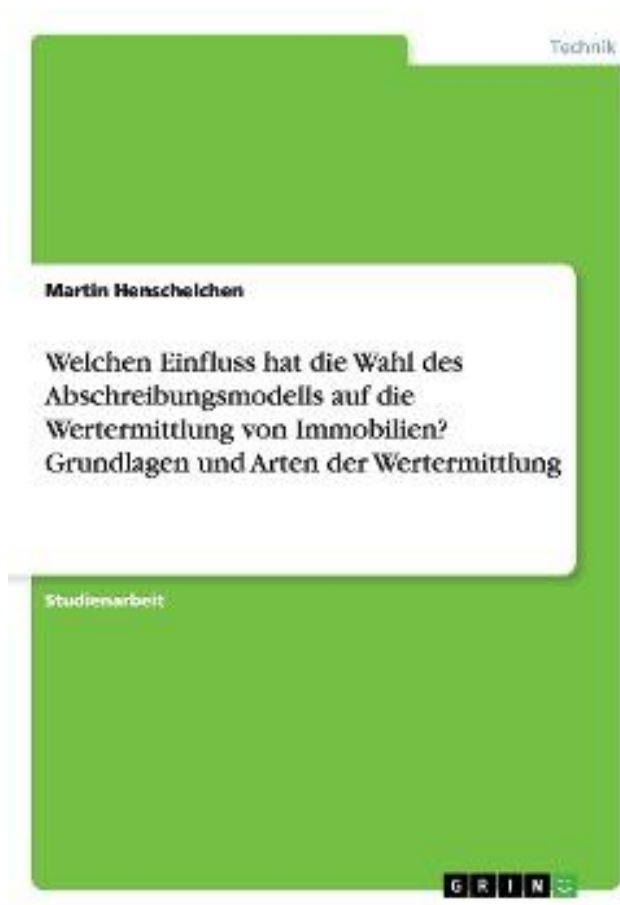 Technik
Martin Henschelchen
Welchen Einfluss hat die Wahl des
Abschreibungsmodells auf die
Wertermittlung von Immobilien?
Grundlagen und Arten der Wertermittlung
Studienarbeit
GRIN